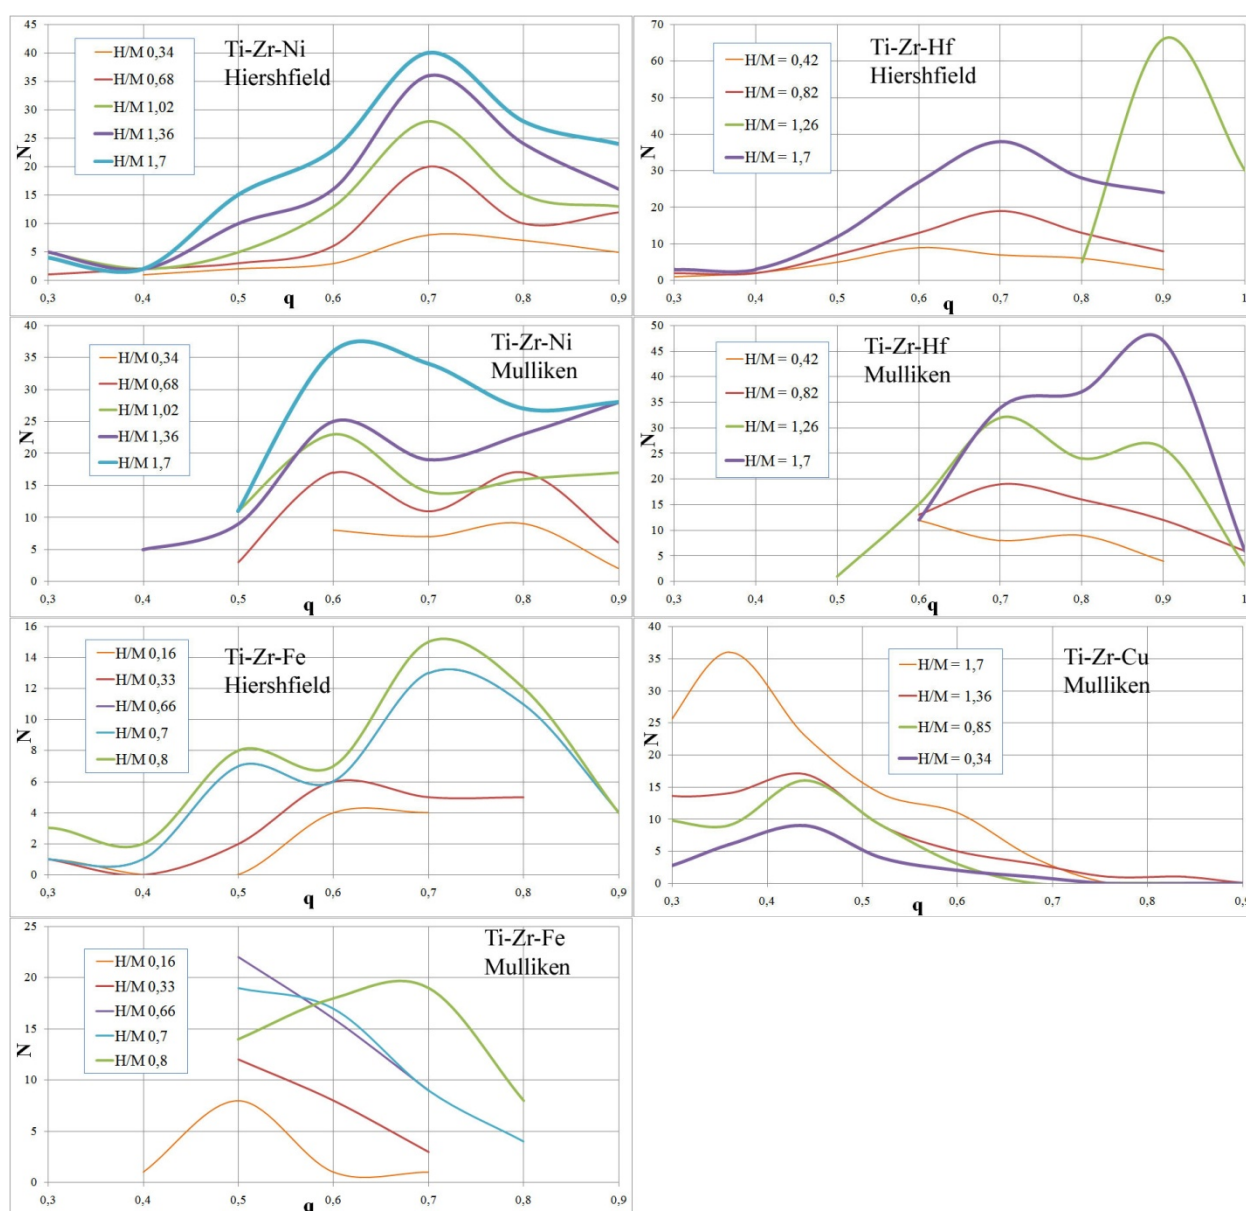 45
40
35
30
25
20
15
10
5
0
N
H/M 0,34
H/M 0,68
H/M 1,02
H/M 1,36
H/M 1,7
Ti-Zr-Ni
Hiershfield
0,3 0,4 0,5 0,6 0,7 0,8 0,9
q
70
60
50
40
30
20
10
0
N
H/M = 0,42
H/M = 0,82
H/M = 1,26
H/M = 1,7
Ti-Zr-Hf
Hiershfield
0,3 0,4 0,5 0,6 0,7 0,8 0,9 1
q
40
35
30
25
20
15
10
5
0
N
H/M 0,34
H/M 0,68
H/M 1,02
H/M 1,36
H/M 1,7
Ti-Zr-Ni
Mulliken
0,3 0,4 0,5 0,6 0,7 0,8 0,9
q
50
45
40
35
30
25
20
15
10
5
0
N
H/M = 0,42
H/M = 0,82
H/M = 1,26
H/M = 1,7
Ti-Zr-Hf
Mulliken
0,3 0,4 0,5 0,6 0,7 0,8 0,9 1
q
16
14
12
10
8
6
4
2
0
N
H/M 0,16
H/M 0,33
H/M 0,66
H/M 0,7
H/M 0,8
Ti-Zr-Fe
Hiershfield
0,3 0,4 0,5 0,6 0,7 0,8 0,9
q
40
35
30
25
20
15
10
5
0
N
H/M = 1,7
H/M = 1,36
H/M = 0,85
H/M = 0,34
Ti-Zr-Cu
Mulliken
0,3 0,4 0,5 0,6 0,7 0,8 0,9
q
25
20
15
10
5
0
N
H/M 0,16
H/M 0,33
H/M 0,66
H/M 0,7
H/M 0,8
Ti-Zr-Fe
Mulliken
0,3 0,4 0,5 0,6 0,7 0,8 0,9
q